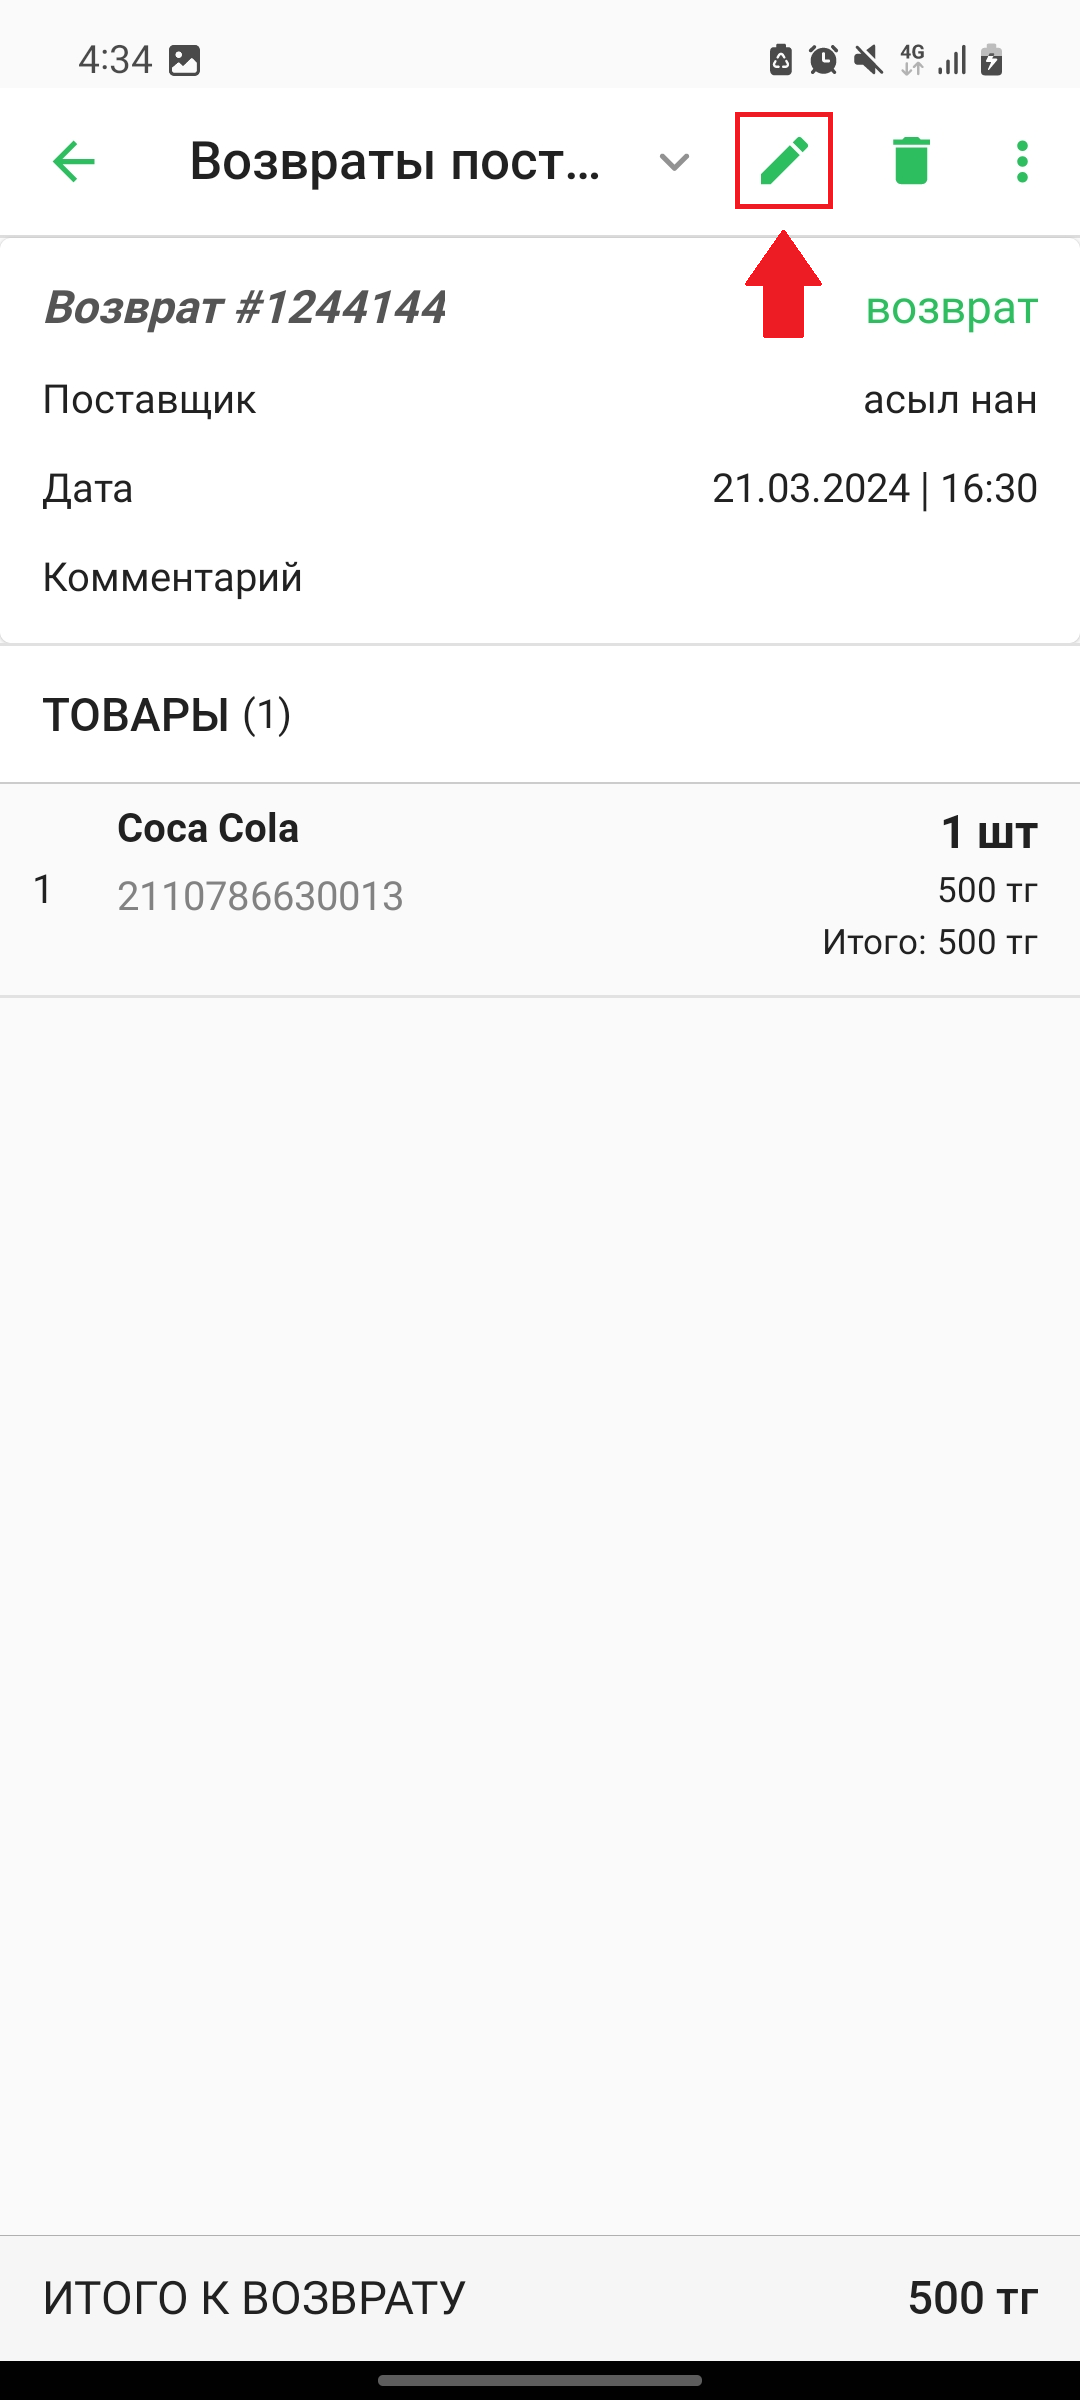 4:34
4G
Возвраты пост...
Возврат #1244144
возврат
Поставщик
асыл нан
Дата
21.03.2024 | 16:30
Комментарий
ТОВАРЫ (1)
Coca Cola
1 шт
1
2110786630013
500 тг
Итого: 500 тг
ИТОГО К ВОЗВРАТУ
500 тг